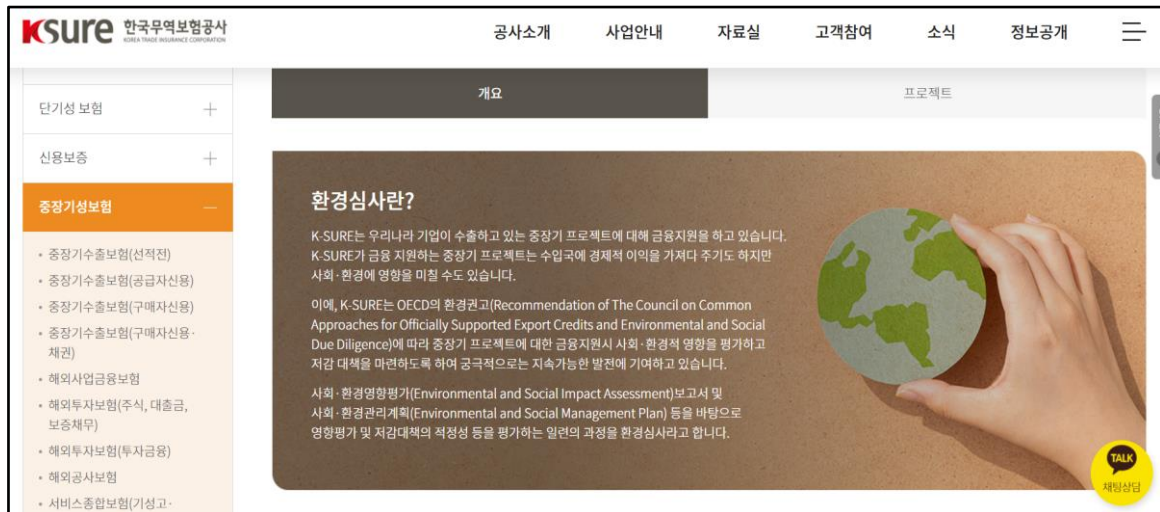 Ksure 한국무역보험공사
KOREA TRADE INSURANCE CORPORATION
공사소개 사업안내 자료실 고객참여 소식 정보공개
단기성 보험
신용보증
중장기성보험
• 중장기수출보험(선적전)
• 중장기수출보험(공급자신용)
• 중장기수출보험(구매자신용)
• 중장기수출보험(구매자신용·
채권)
• 해외사업금융보험
• 해외투자보험(주식, 대출금,
보증채무)
• 해외투자보험(투자금융)
• 해외공사보험
• 서비스종합보험(기성고·
개요 프로젝트
환경심사란?
K-SURE는 우리나라 기업이 수출하고 있는 중장기 프로젝트에 대해 금융지원을 하고 있습니다.
K-SURE가 금융 지원하는 중장기 프로젝트는 수입국에 경제적 이익을 가져다 주기도 하지만
사회·환경에 영향을 미칠 수도 있습니다.
이에, K-SURE는 OECD의 환경권고(Recommendation of The Council on Common
Approaches for Officially Supported Export Credits and Environmental and Social
Due Diligence)에 따라 중장기 프로젝트에 대한 금융지원시 사회·환경적 영향을 평가하고
저감 대책을 마련하도록 하여 궁극적으로는 지속가능한 발전에 기여하고 있습니다.
사회·환경영향평가(Environmental and Social Impact Assessment)보고서 및
사회·환경관리계획(Environmental and Social Management Plan) 등을 바탕으로
영향평가 및 저감대책의 적정성 등을 평가하는 일련의 과정을 환경심사라고 합니다.
TALK
채팅상담